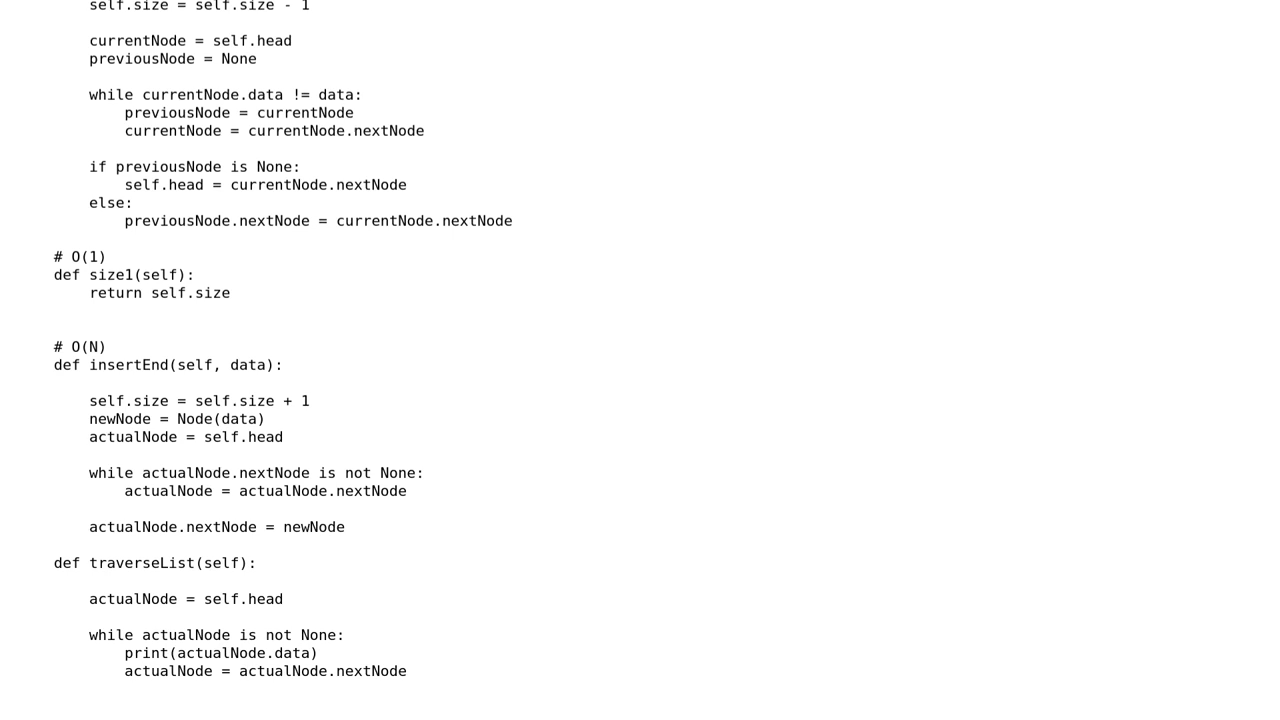 self.size = self.size - 1

        currentNode = self.head
        previousNode = None

        while currentNode.data != data:
            previousNode = currentNode
            currentNode = currentNode.nextNode

        if previousNode is None:
            self.head = currentNode.nextNode
        else:
            previousNode.nextNode = currentNode.nextNode

    # O(1)
    def size1(self):
        return self.size


    # O(N)
    def insertEnd(self, data):

        self.size = self.size + 1
        newNode = Node(data)
        actualNode = self.head

        while actualNode.nextNode is not None:
            actualNode = actualNode.nextNode

        actualNode.nextNode = newNode

    def traverseList(self):

        actualNode = self.head

        while actualNode is not None:
            print(actualNode.data)
            actualNode = actualNode.nextNode